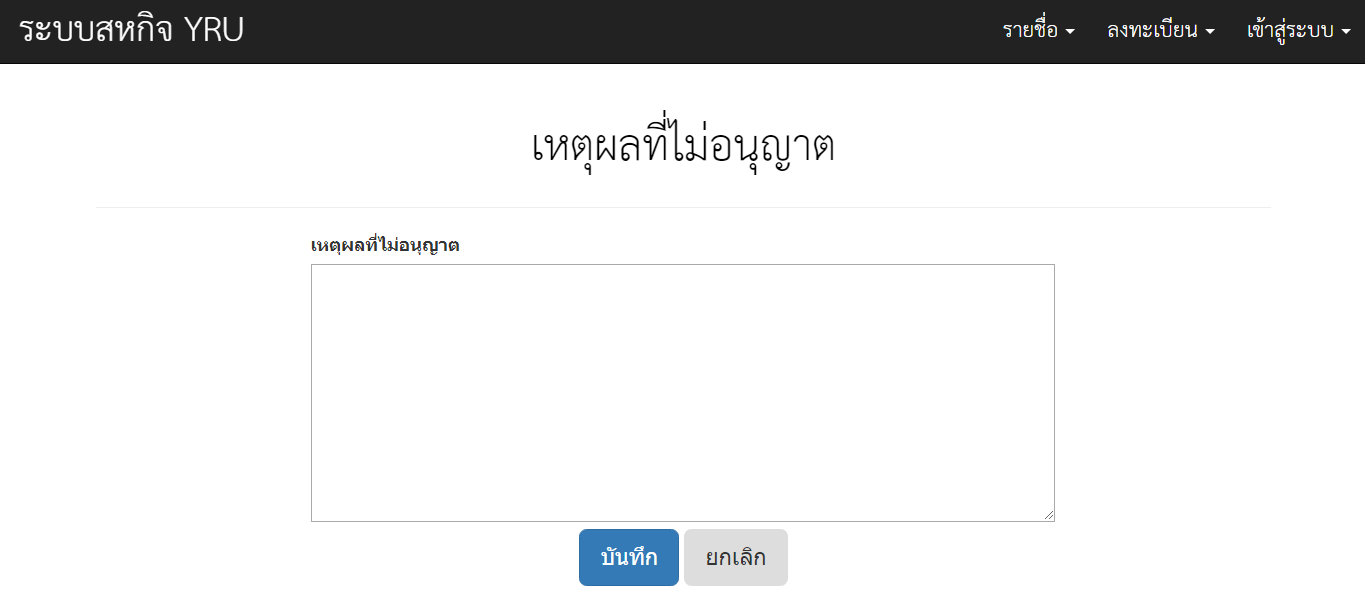 ระบบสหกิจ YRU
รายชื่อ ลงทะเบียน เข้าสู่ระบบ
เหตุผลที่ไม่อนุญาต
เหตุผลที่ไม่อนุญาต
บันทึก ยกเลิก